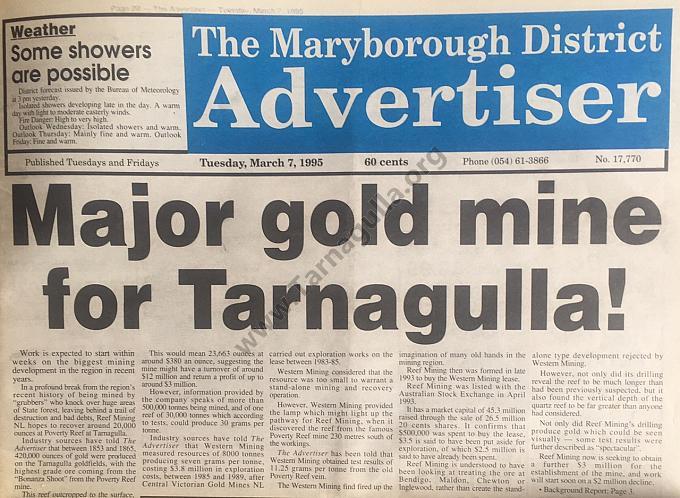 Page 28 — The Advertiser — Tuesday, March 7, 1995
Weather
Some showers
are possible
District forecast issued by the Bureau of Meteorology
at 3 pm yesterday.
Isolated showers developing late in the day. A warm
day with light to moderate easterly winds.
Fire Danger: High to very high.
Outlook Wednesday: Isolated showers and warm.
Outlook Thursday: Mainly fine and warm. Outlook
Friday: Fine and warm.
The Maryborough District
Advertiser
Published Tuesdays and Fridays
Tuesday, March 7, 1995
60 cents
Phone (054) 61-3866
No. 17,770
Major gold mine
for Tarnagulla!
www.Tarnagulla.org
Work is expected to start within
weeks on the biggest mining
development in the region in recent
years.
In a profound break from the region's
recent history of being mined by
"grubbers" who knock over huge areas
of State forest, leaving behind a trail of
destruction and bad debts, Reef Mining
NL hopes to recover around 20,000
ounces at Poverty Reef at Tarnagulla.
Industry sources have told The
Advertiser that between 1853 and 1865,
420,000 ounces of gold were produced
on the Tarnagulla goldfields, with the
highest grade ore coming from the
"Bonanza Shoot" from the Poverty Reef
mine.
This reef outcropped to the surface.
This would mean 23,663 ounces at
around $380 an ounce, suggesting the
mine might have a turnover of around
$12 million and return a profit of up to
around $3 million.
However, information provided by
the company speaks of more than
300,000 tonnes being mined, and of one
reef of 30,000 tonnes which according
to tests, could produce 30 grams per
tonne.
Industry sources have told The
Advertiser that Western Mining
measured resources of 8000 tonnes
producing seven grams per tonne,
costing $3.8 million in exploration
costs, between 1985 and 1989, after
Central Victorian Gold Mines NL
carried out exploration works on the
lease between 1983-85.
Western Mining considered that the
resource was too small to warrant a
stand-alone mining and recovery
operation.
However, Western Mining provided
the lamp which might light up the
pathway for Reef Mining, when it
discovered the reef from the famous
Poverty Reef mine 230 metres south of
the workings.
The Advertiser has been told that
Western Mining obtained test results of
11.25 grams per tonne from the old
Poverty Reef vein.
The Western Mining find fired up the
imagination of many old hands in the
mining region.
Reef Mining then was formed in late
1993 to buy the Western Mining lease.
Reef Mining was listed with the
Australian Stock Exchange in April
1993.
It has a market capital of $5.3 million
raised through the sale of 26.5 million
20 cents shares. It confirms that
$500,000 was spent to buy the lease,
$3.5 is said to have been put aside for
exploration, of which $2.5 million is
said to have already been spent.
Reef Mining is understood to have
been looking at treating the ore at
Bendigo, Maldon, Chewton or
Inglewood, rather than create the stand-
alone type development rejected by
Western Mining.
However, not only did its drilling
reveal the reef to be much longer than
had been previously suspected, but it
also found the vertical depth of the
quartz reef to be far greater than anyone
had considered.
Not only did Reef Mining's drilling
produce gold which could be seen
visually — some test results were
further described as "spectacular".
Reef Mining now is seeking to obtain
a further $3 million for the
establishment of the mine, and work
will start soon on a $2 million decline.
• Background Report: Page 3.